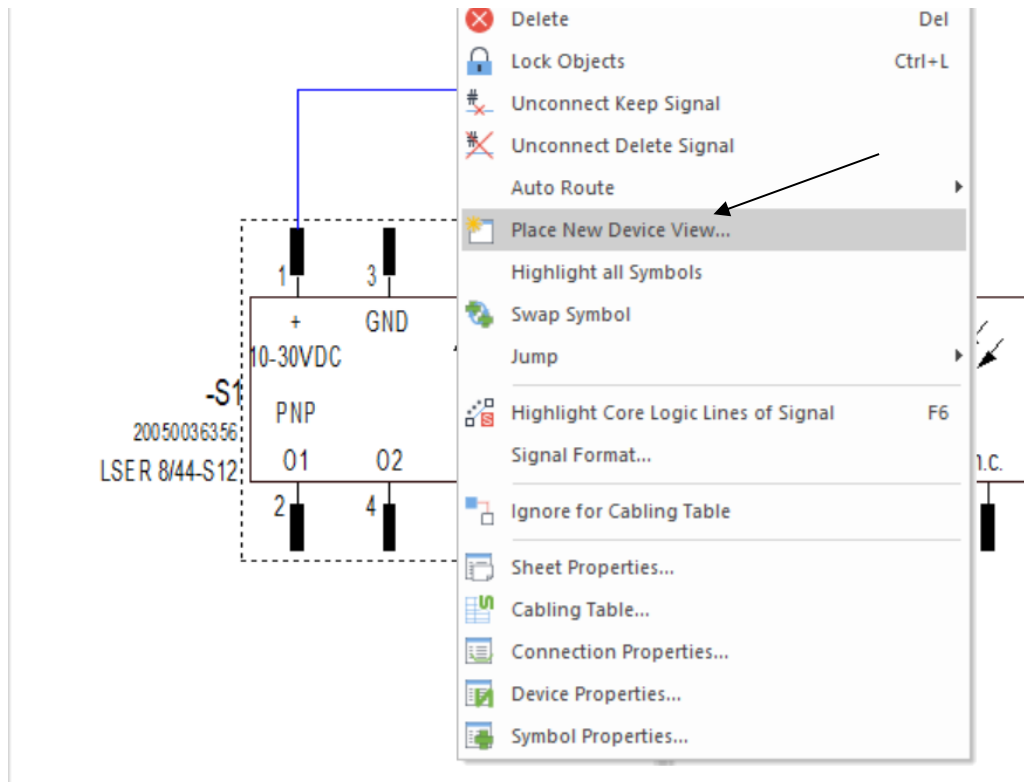 Delete Del
Lock Objects Ctrl+L
Unconnect Keep Signal
Unconnect Delete Signal
Auto Route
Place New Device View...
Highlight all Symbols
Swap Symbol
Jump
Highlight Core Logic Lines of Signal F6
Signal Format...
Ignore for Cabling Table
Sheet Properties...
Cabling Table...
Connection Properties...
Device Properties...
Symbol Properties...
1 3
+ GND
10-30VDC
-S1
PNP
20050036356
LSER 8/44-S12
O1 O2
2 4
n.c.